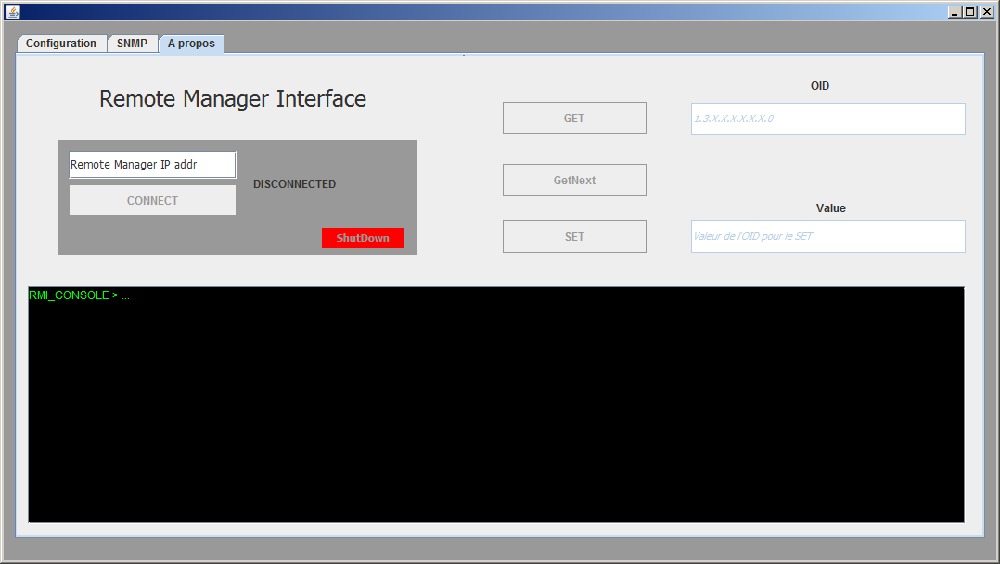 Configuration
SNMP
A propos
Remote Manager Interface
Remote Manager IP addr
CONNECT
DISCONNECTED
ShutDown
GET
GetNext
SET
OID
1.3.X.X.X.X.X.0
Value
Valeur de l'OID pour le SET
RMI_CONSOLE > ...